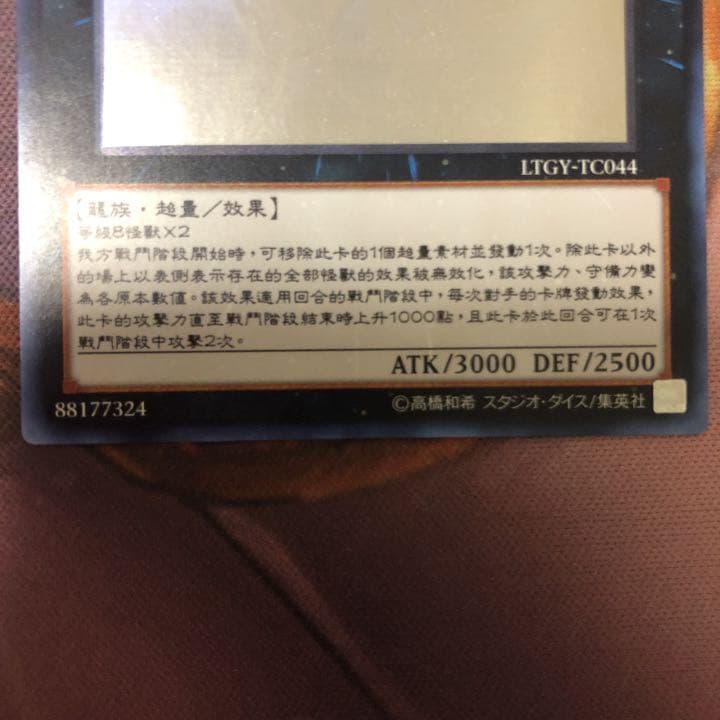 LTGY-TC044
【龍族・超量／效果】
等級8怪獸X2
我方戰鬥階段開始時，可移除此卡的1個超量素材並發動1次。除此卡以外
的場上以表側表示存在的全部怪獸的效果被無效化，該攻擊力、守備力變
為各原本數值。該效果適用回合的戰鬥階段中，每次對手的卡牌發動效果，
此卡的攻擊力直至戰鬥階段結束時上升1000點，且此卡於此回合可在1次
戰鬥階段中攻擊2次。
ATK/3000 DEF/2500
88177324 ©高橋和希 スタジオ・ダイス/集英社